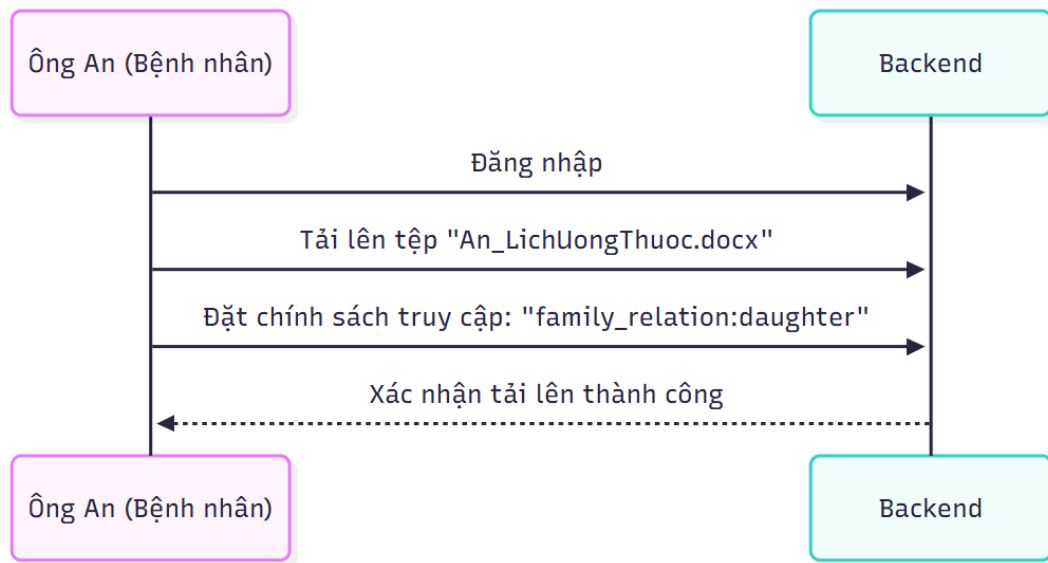 Ông An (Bệnh nhân)
Backend
Đăng nhập
Tải lên tệp "An_LichUongThuoc.docx"
Đặt chính sách truy cập: "family_relation:daughter"
Xác nhận tải lên thành công
Ông An (Bệnh nhân)
Backend